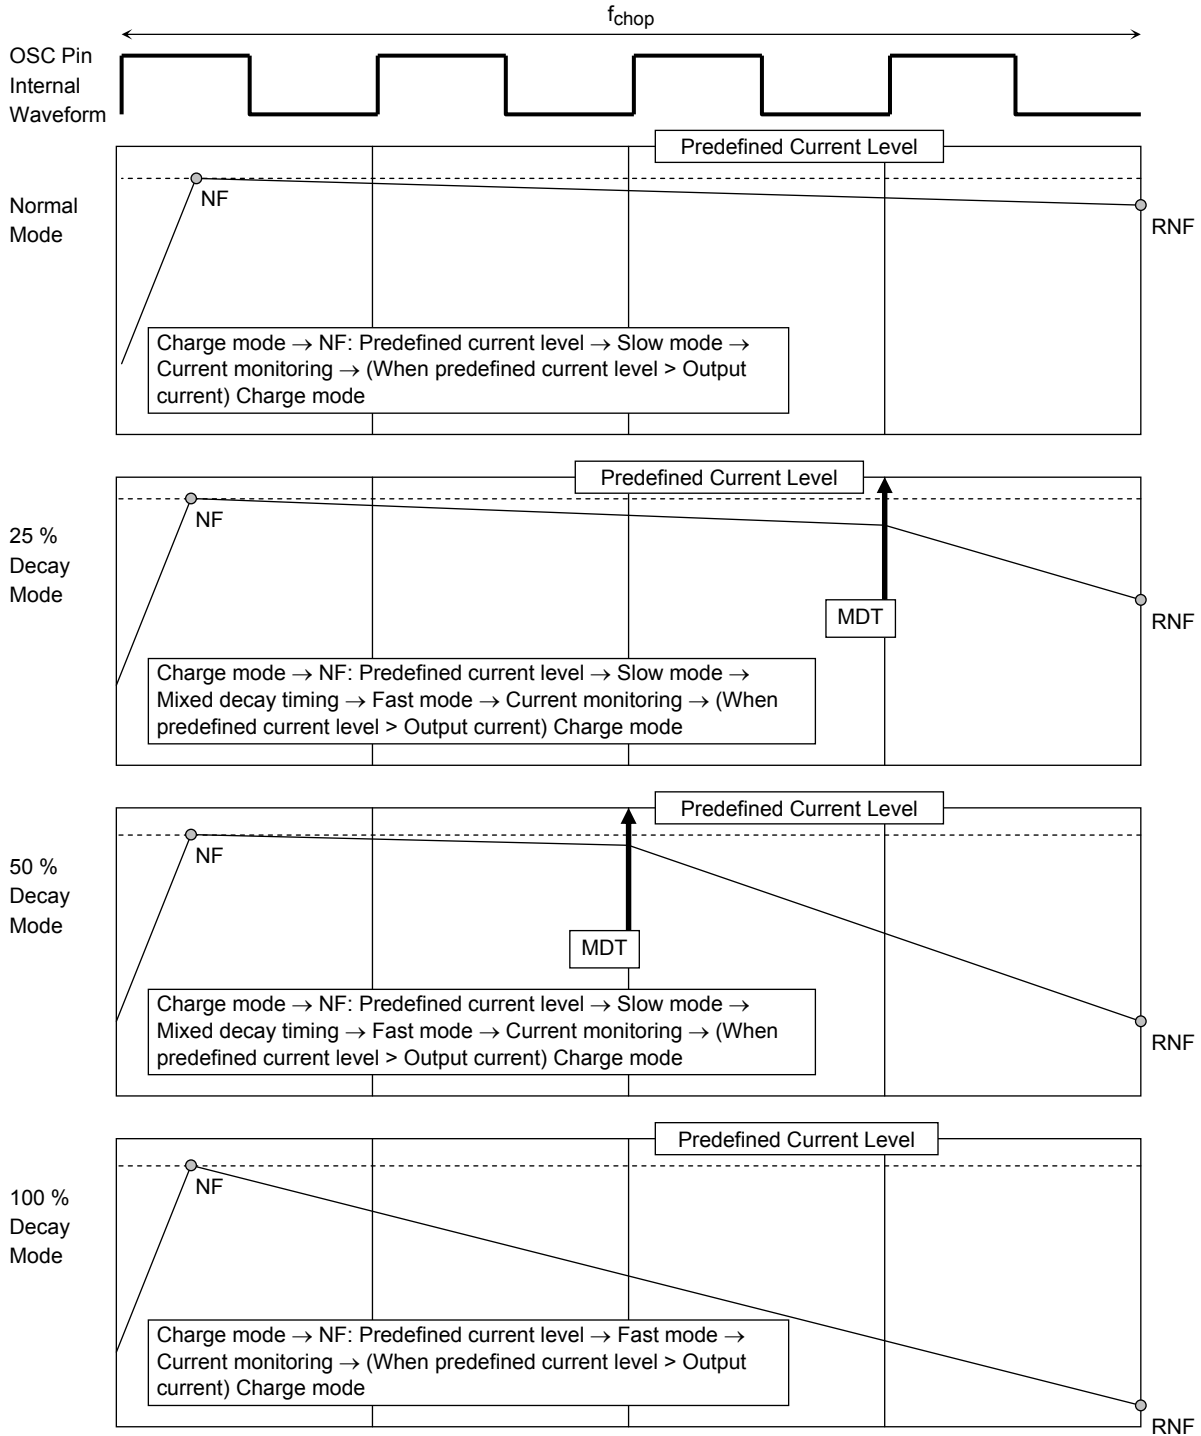 fchop
OSC Pin
Internal
Waveform
Predefined Current Level
NF
Normal
Mode
RNF
Charge mode → NF: Predefined current level → Slow mode →
Current monitoring → (When predefined current level > Output
current) Charge mode
Predefined Current Level
NF
25 %
Decay
Mode
MDT
RNF
Charge mode → NF: Predefined current level → Slow mode →
Mixed decay timing → Fast mode → Current monitoring → (When
predefined current level > Output current) Charge mode
Predefined Current Level
NF
50 %
Decay
Mode
MDT
RNF
Charge mode → NF: Predefined current level → Slow mode →
Mixed decay timing → Fast mode → Current monitoring → (When
predefined current level > Output current) Charge mode
Predefined Current Level
NF
100 %
Decay
Mode
Charge mode → NF: Predefined current level → Fast mode →
Current monitoring → (When predefined current level > Output
current) Charge mode
RNF